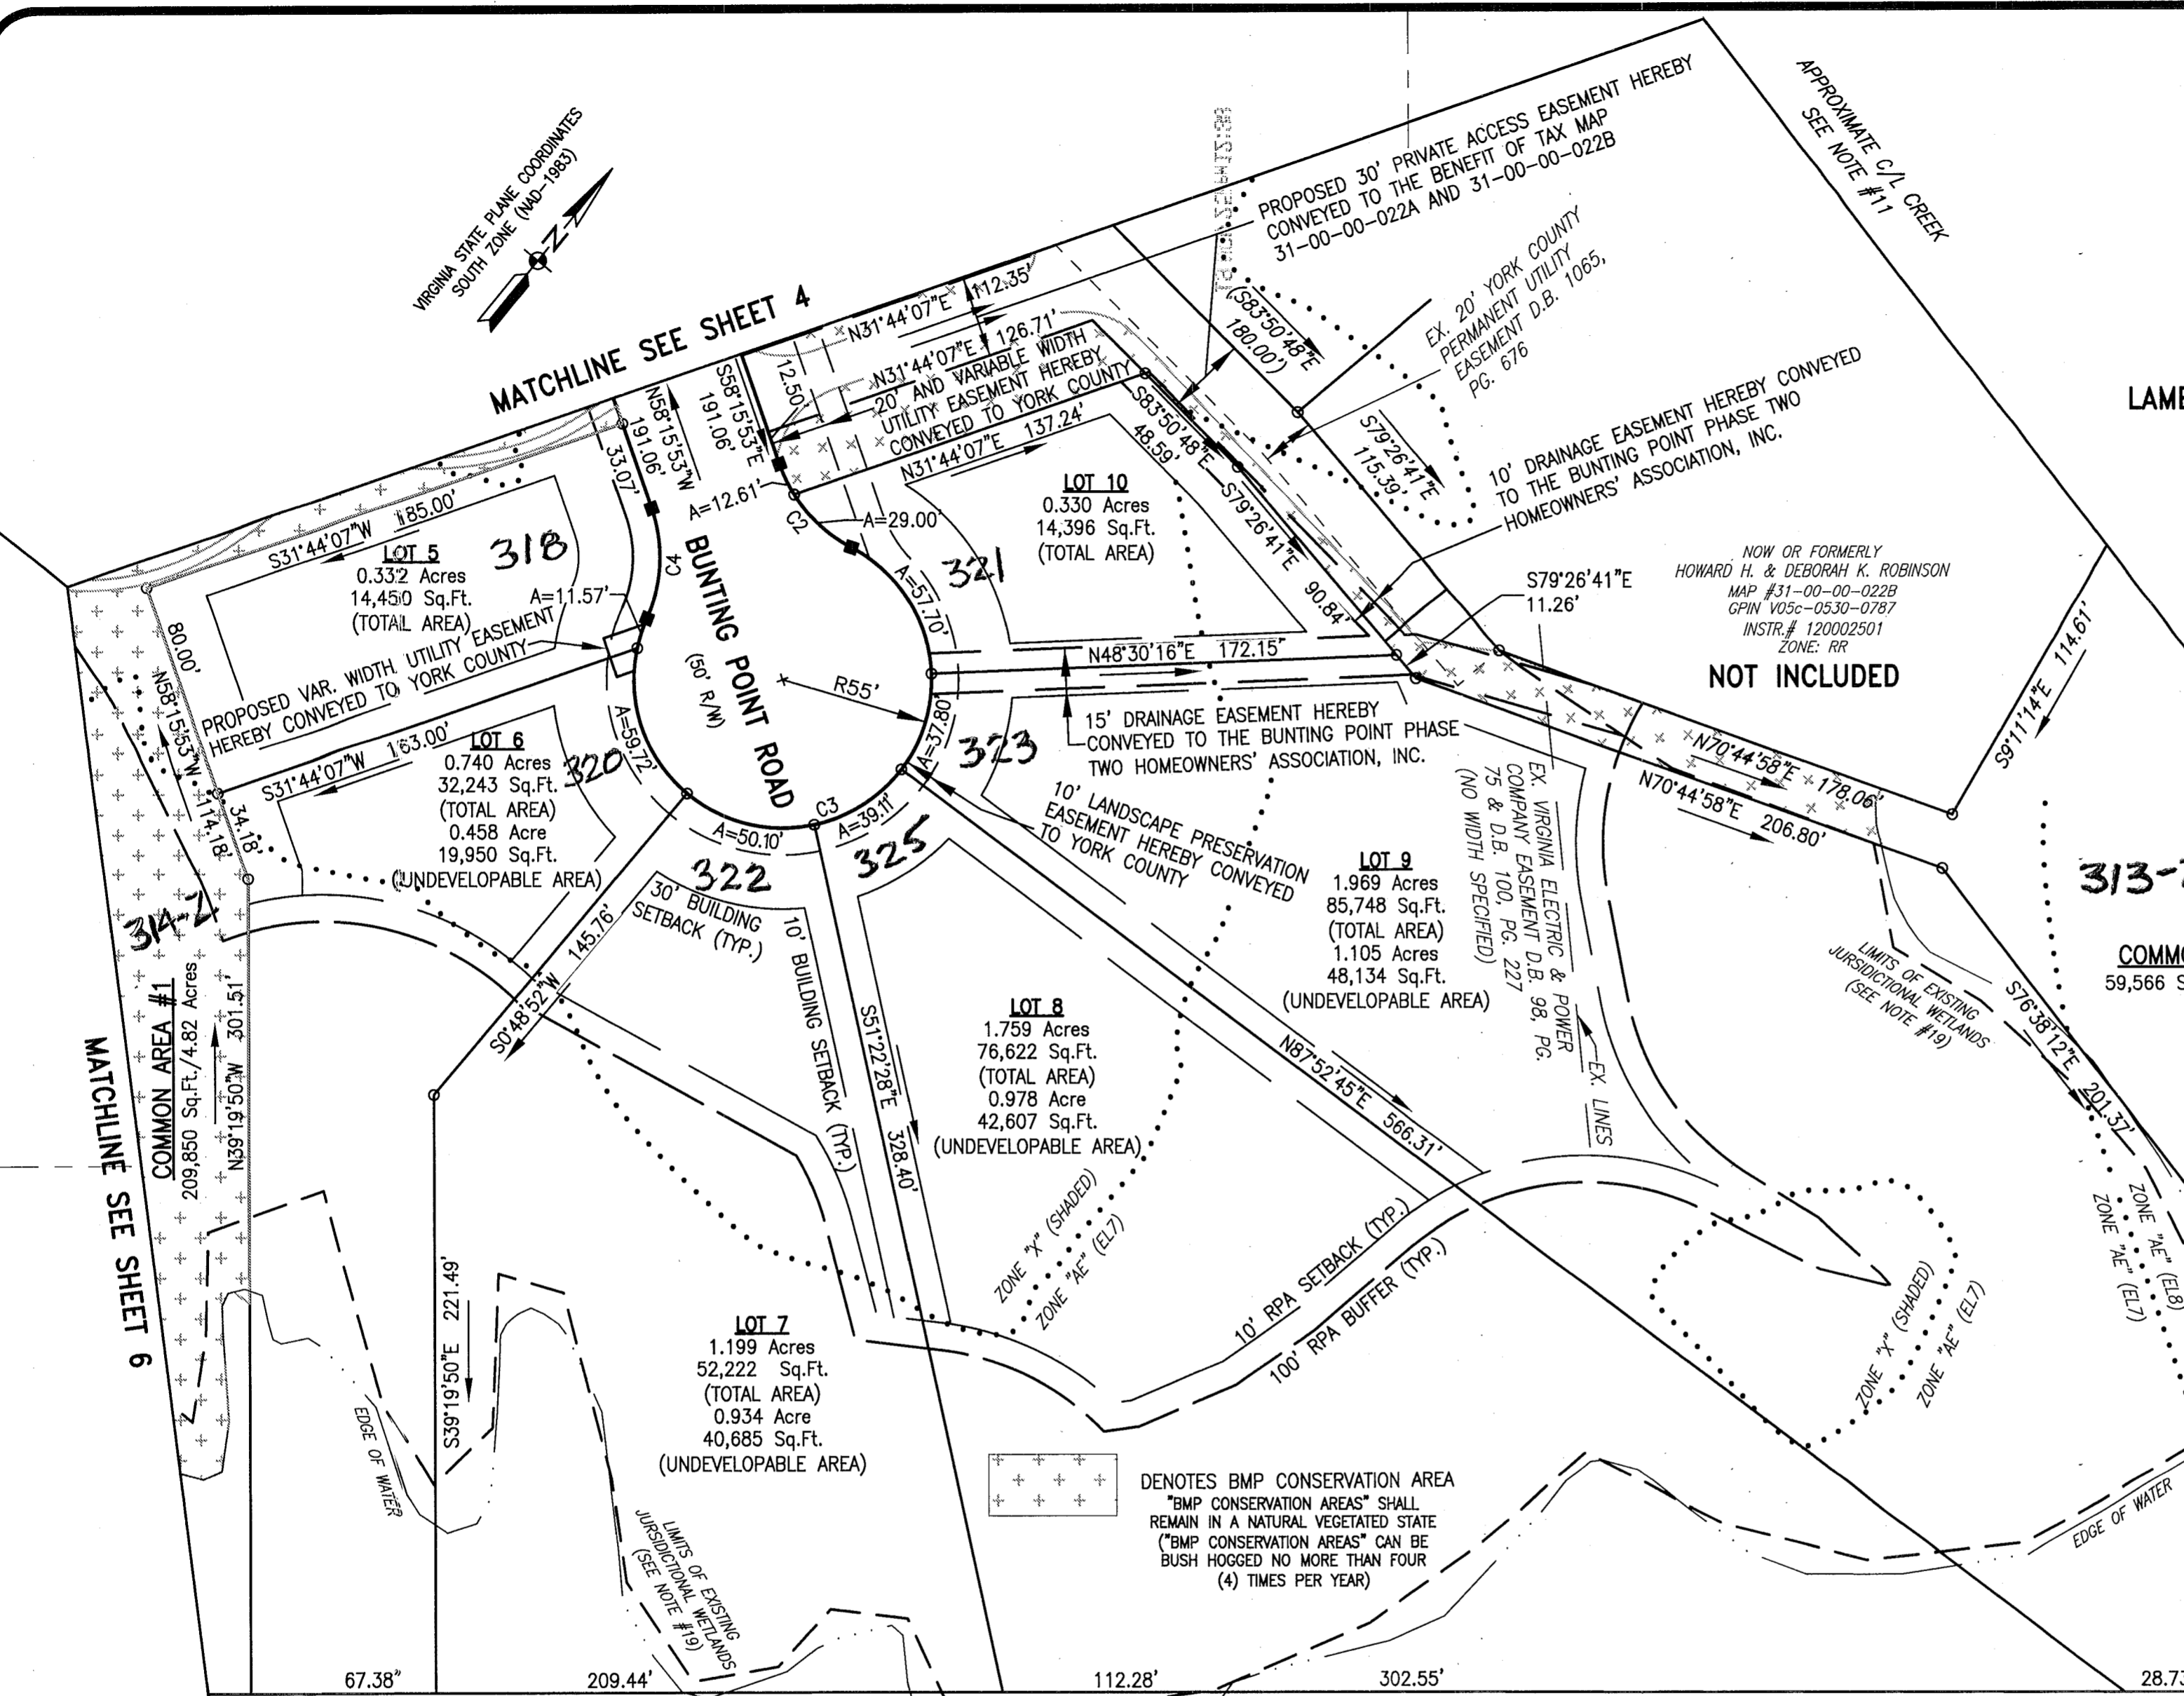 VIRGINIA STATE PLANE COORDINATES
SOUTH ZONE (NAD-1983)
N
MATCHLINE SEE SHEET 4
APPROXIMATE C/L CREEK
SEE NOTE #11
PROPOSED 30' PRIVATE ACCESS EASEMENT HEREBY
CONVEYED TO THE BENEFIT OF TAX MAP
31-00-00-022A AND 31-00-00-022B
EX. 20' YORK COUNTY
PERMANENT UTILITY
EASEMENT D.B. 1065,
PG. 676
10' DRAINAGE EASEMENT HEREBY CONVEYED
TO THE BUNTING POINT PHASE TWO
HOMEOWNERS' ASSOCIATION, INC.
N31°44'07"E 112.35'
N31°44'07"E 126.71'
20' AND VARIABLE WIDTH
UTILITY EASEMENT HEREBY
CONVEYED TO YORK COUNTY
N31°44'07"E 137.24'
12.50'
S58°15'53"E
191.06'
N58°15'53"W
191.06'
33.07'
(S83°50'48"E
180.00')
S83°50'48"E
48.59'
S79°26'41"E
115.39'
S79°26'41"E 90.84'
S79°26'41"E
11.26'
A=12.61'
C2
A=29.00'
A=57.70'
C4
A=11.57'
BUNTING POINT ROAD
(50' R/W)
R55'
LOT 10
0.330 Acres
14,396 Sq.Ft.
(TOTAL AREA)
321
S31°44'07"W 185.00'
LOT 5
0.332 Acres
14,450 Sq.Ft.
(TOTAL AREA)
318
PROPOSED VAR. WIDTH UTILITY EASEMENT
HEREBY CONVEYED TO YORK COUNTY
80.00'
N58°15'53"W 114.18'
34.18'
S31°44'07"W 163.00'
LOT 6
0.740 Acres
32,243 Sq.Ft.
(TOTAL AREA)
0.458 Acre
19,950 Sq.Ft.
(UNDEVELOPABLE AREA)
320
A=59.72'
A=50.10'
C3
A=39.11'
A=37.80'
322
325
323
N48°30'16"E 172.15'
15' DRAINAGE EASEMENT HEREBY
CONVEYED TO THE BUNTING POINT PHASE
TWO HOMEOWNERS' ASSOCIATION, INC.
10' LANDSCAPE PRESERVATION
EASEMENT HEREBY CONVEYED
TO YORK COUNTY
NOW OR FORMERLY
HOWARD H. & DEBORAH K. ROBINSON
MAP #31-00-00-022B
GPIN V05c-0530-0787
INSTR.# 120002501
ZONE: RR
NOT INCLUDED
LAMB
S9°11'14"E 114.61'
N70°44'58"E 178.06'
N70°44'58"E 206.80'
EX. VIRGINIA ELECTRIC & POWER
COMPANY EASEMENT D.B. 98, PG.
75 & D.B. 100, PG. 227
(NO WIDTH SPECIFIED)
EX. LINES
LOT 9
1.969 Acres
85,748 Sq.Ft.
(TOTAL AREA)
1.105 Acres
48,134 Sq.Ft.
(UNDEVELOPABLE AREA)
313-
COMMO
59,566 S
LIMITS OF EXISTING
JURSIDICTIONAL WETLANDS
(SEE NOTE #19)
S76°38'12"E 201.37'
314-2
COMMON AREA #1
209,850 Sq.Ft./4.82 Acres
N39°19'50"W 301.51'
MATCHLINE SEE SHEET 6
30' BUILDING
SETBACK (TYP.)
10' BUILDING SETBACK (TYP.)
S0°48'52"W 145.76'
S51°22'28"E 328.40'
LOT 8
1.759 Acres
76,622 Sq.Ft.
(TOTAL AREA)
0.978 Acre
42,607 Sq.Ft.
(UNDEVELOPABLE AREA)
N87°52'45"E 566.31'
ZONE "X" (SHADED)
ZONE "AE" (EL7)
10' RPA SETBACK (TYP.)
100' RPA BUFFER (TYP.)
ZONE "X" (SHADED)
ZONE "AE" (EL7)
ZONE "AE" (EL8)
ZONE "AE" (EL7)
S39°19'50"E 221.49'
LOT 7
1.199 Acres
52,222 Sq.Ft.
(TOTAL AREA)
0.934 Acre
40,685 Sq.Ft.
(UNDEVELOPABLE AREA)
EDGE OF WATER
LIMITS OF EXISTING
JURSIDICTIONAL WETLANDS
(SEE NOTE #19)
DENOTES BMP CONSERVATION AREA
"BMP CONSERVATION AREAS" SHALL
REMAIN IN A NATURAL VEGETATED STATE
("BMP CONSERVATION AREAS" CAN BE
BUSH HOGGED NO MORE THAN FOUR
(4) TIMES PER YEAR)
EDGE OF WATER
67.38"
209.44'
112.28'
302.55'
28.73